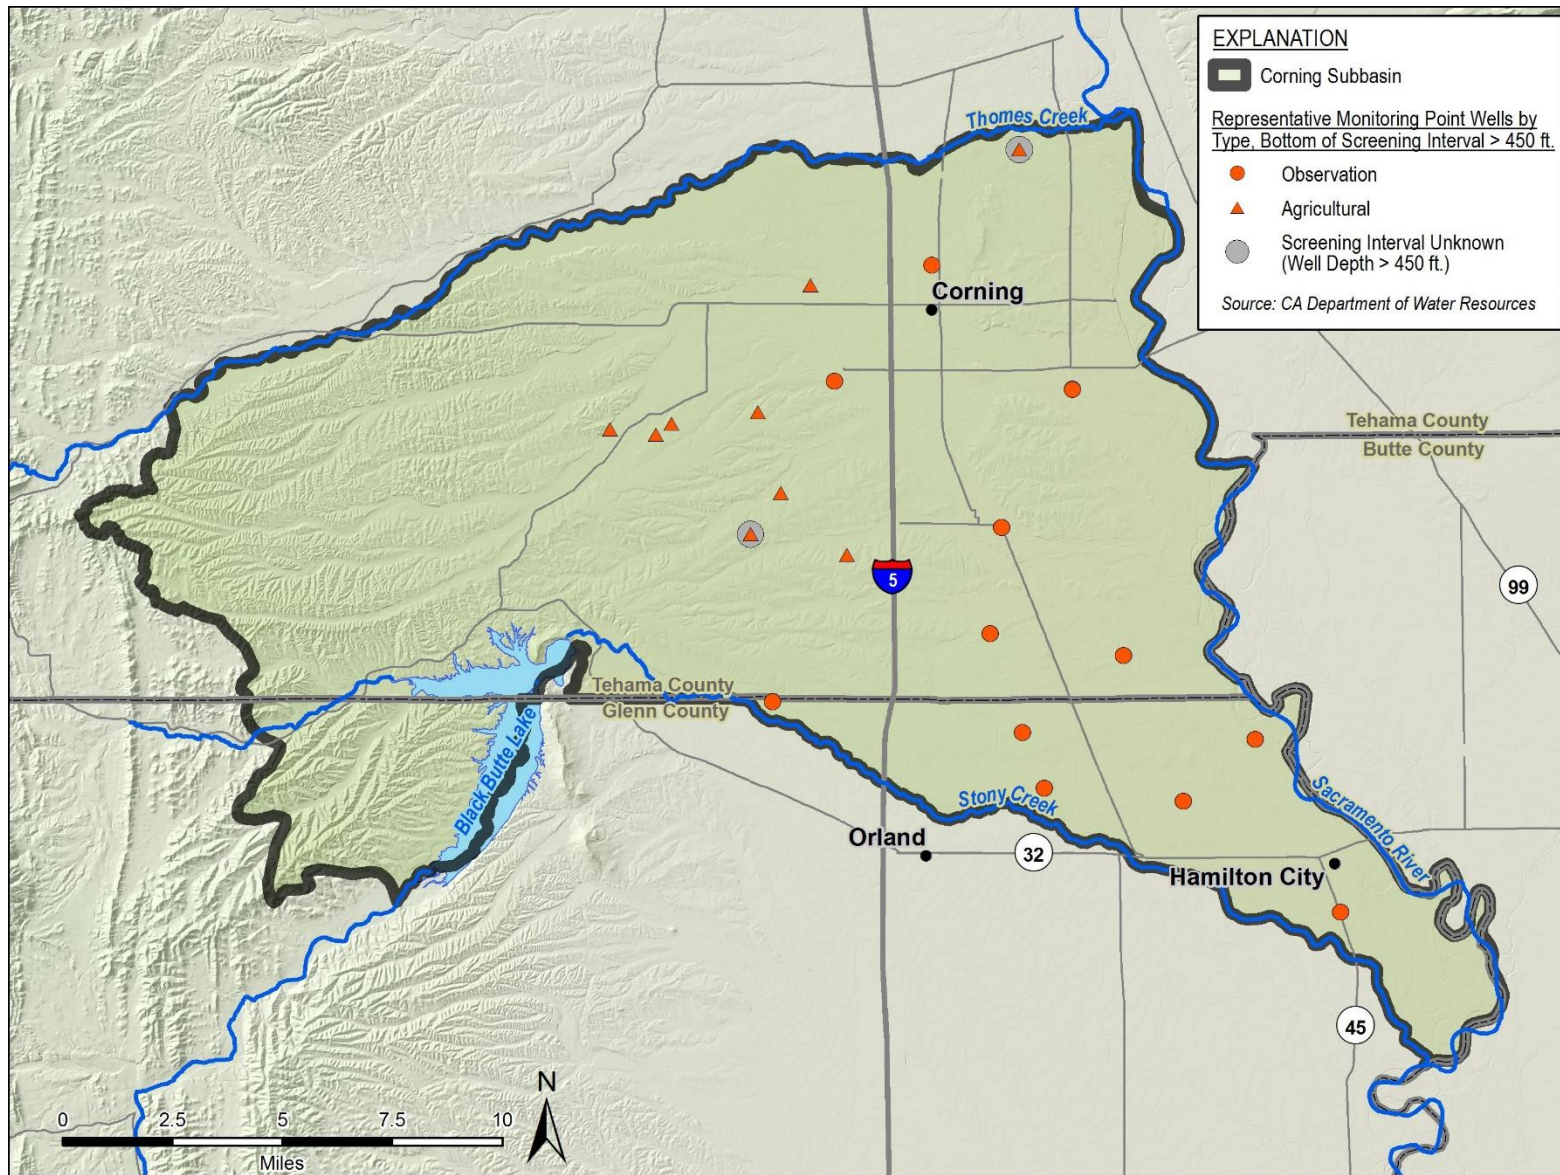 EXPLANATION
Corning Subbasin
Representative Monitoring Point Wells by
Type, Bottom of Screening Interval > 450 ft.
Observation
Agricultural
Screening Interval Unknown
(Well Depth > 450 ft.)
Source: CA Department of Water Resources
Thomes Creek
Corning
Tehama County
Butte County
5
99
Tehama County
Glenn County
Black Butte Lake
Stony Creek
Sacramento River
Orland
32
Hamilton City
45
N
0 2.5 5 7.5 10
Miles